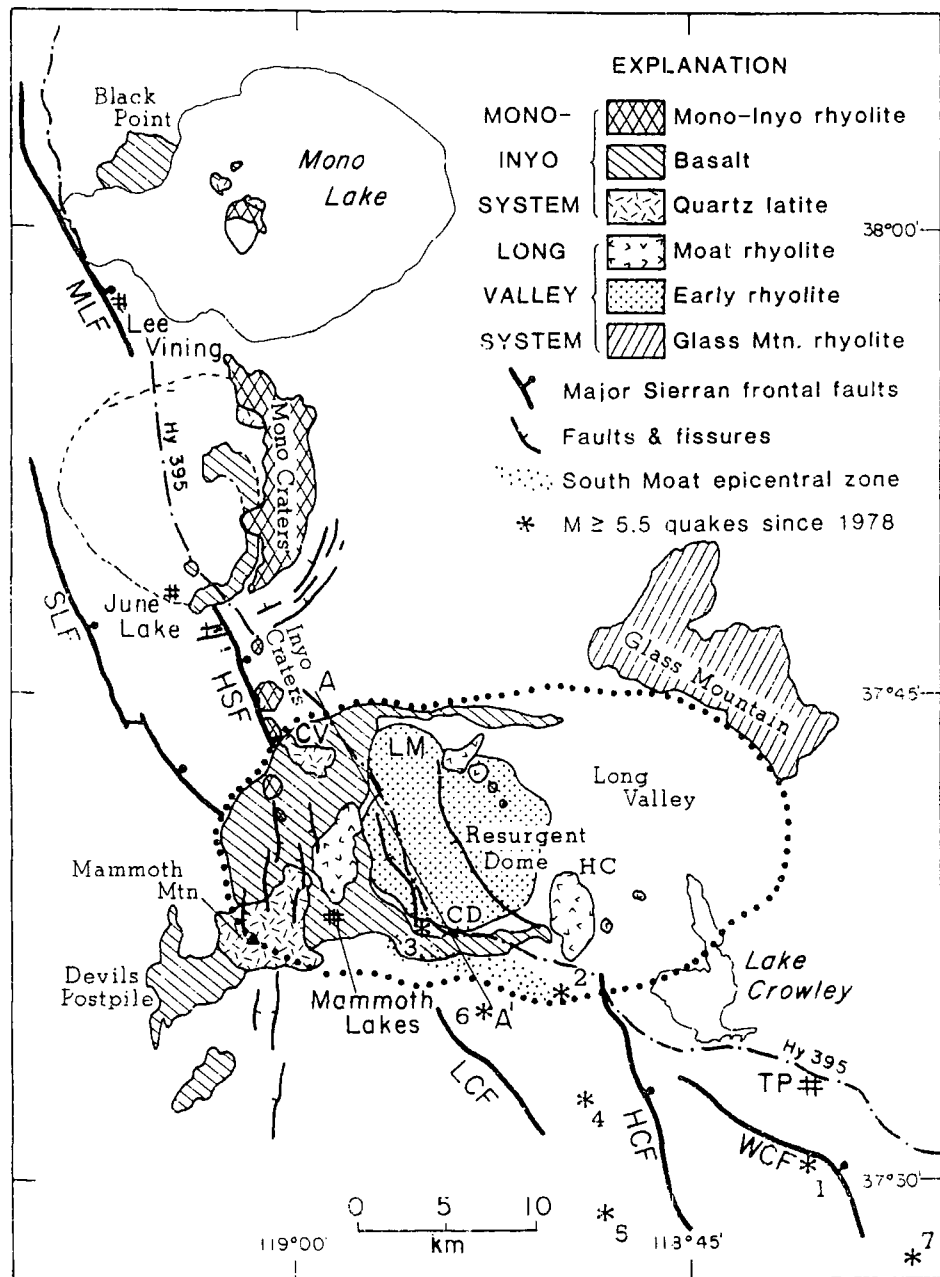 EXPLANATION
MONO-
INYO
SYSTEM
Mono-Inyo rhyolite
Basalt
Quartz latite
LONG
VALLEY
SYSTEM
Moat rhyolite
Early rhyolite
Glass Mtn. rhyolite
Major Sierran frontal faults
Faults & fissures
South Moat epicentral zone
* M ≥ 5.5 quakes since 1978
Black
Point
Mono
Lake
38°00'
MLF
Lee
Vining
Hy 395
Mono Craters
SLF
June
Lake
HSF
Inyo
Craters
A
Glass Mountain
37°45'
CV
LM
Long
Valley
Resurgent
Dome
Mammoth
Mtn
HC
CD
3
2
Devils
Postpile
Mammoth
Lakes
6
A'
Lake
Crowley
Hy 395
TP
LCF
4
HCF
WCF
1
37°30'
5
7
0 5 10
km
119°00'
118°45'